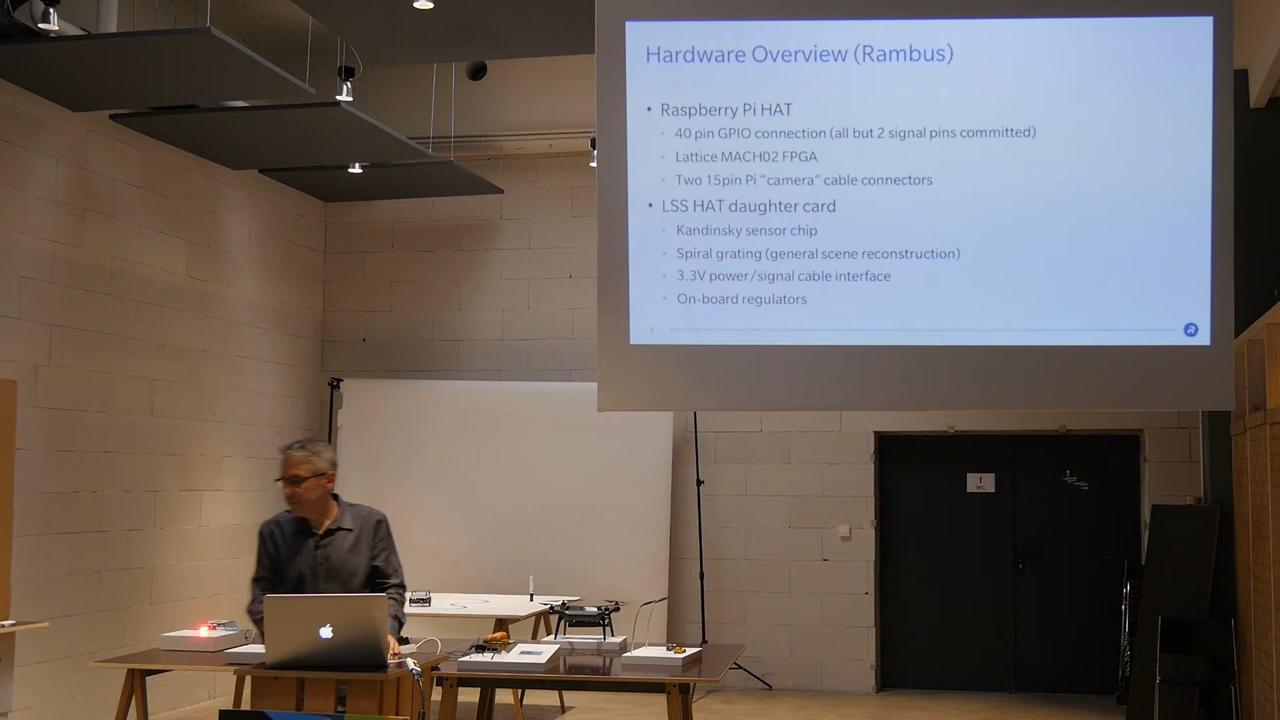 Hardware Overview (Rambus)
• Raspberry Pi HAT
• 40 pin GPIO connection (all but 2 signal pins committed)
• Lattice MACH02 FPGA
• Two 15pin Pi “camera” cable connectors
• LSS HAT daughter card
• Kandinsky sensor chip
• Spiral grating (general scene reconstruction)
• 3.3V power/signal cable interface
• On-board regulators
R
WC